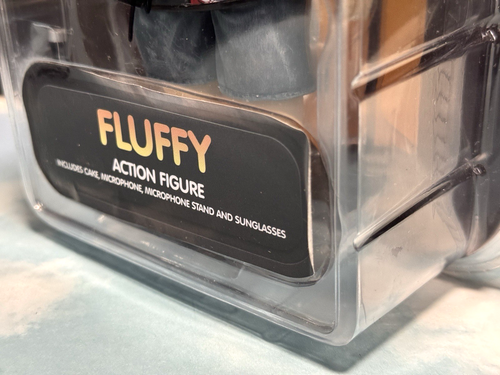 FLUFFY
ACTION FIGURE
INCLUDES CAKE, MICROPHONE, MICROPHONE STAND AND SUNGLASSES